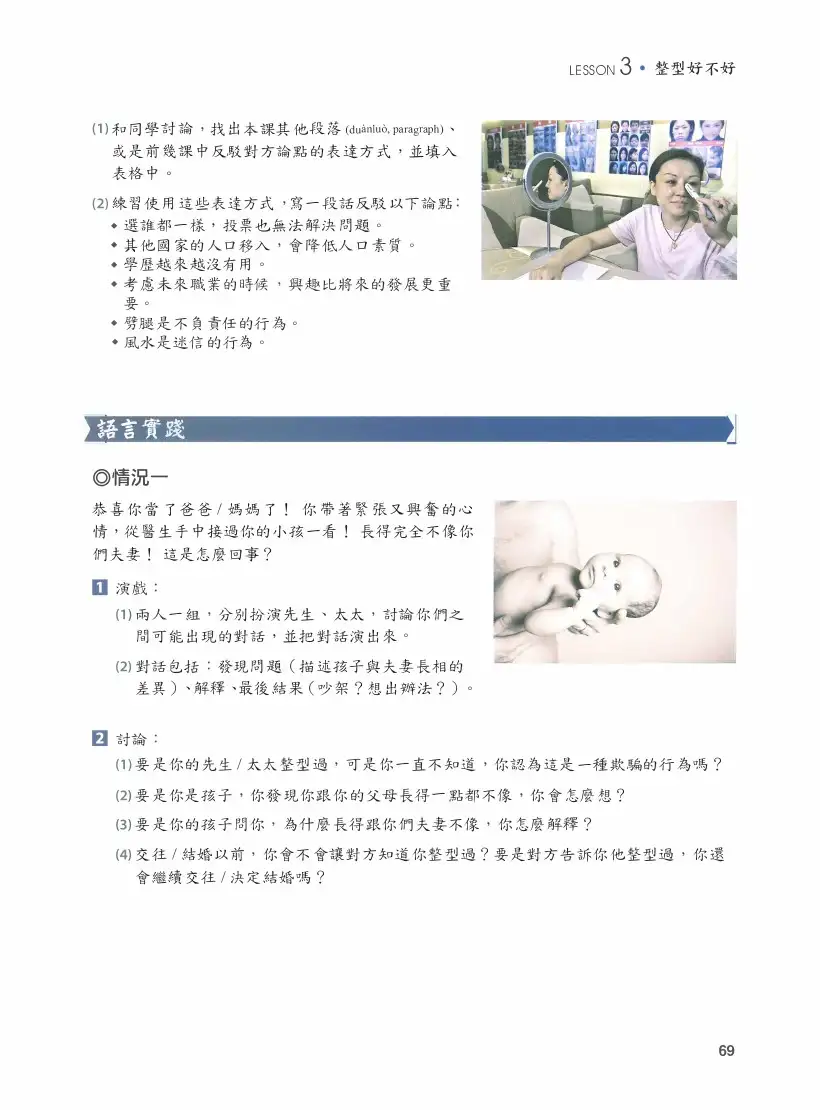 LESSON 3 • 整型好不好
(1) 和同學討論，找出本課其他段落 (duànluò, paragraph)、
或是前幾課中反駁對方論點的表達方式，並填入
表格中。
(2) 練習使用這些表達方式，寫一段話反駁以下論點：
◆ 選誰都一樣，投票也無法解決問題。
◆ 其他國家的人口移入，會降低人口素質。
◆ 學歷越來越沒有用。
◆ 考慮未來職業的時候，興趣比將來的發展更重
要。
◆ 劈腿是不負責任的行為。
◆ 風水是迷信的行為。
語言實踐
◎情況一
恭喜你當了爸爸/媽媽了！你帶著緊張又興奮的心
情，從醫生手中接過你的小孩一看！長得完全不像你
們夫妻！這是怎麼回事？
1 演戲：
(1) 兩人一組，分別扮演先生、太太，討論你們之
間可能出現的對話，並把對話演出來。
(2) 對話包括：發現問題（描述孩子與夫妻長相的
差異）、解釋、最後結果（吵架？想出辦法？）。
2 討論：
(1) 要是你的先生/太太整型過，可是你一直不知道，你認為這是一種欺騙的行為嗎？
(2) 要是你是孩子，你發現你跟你的父母長得一點都不像，你會怎麼想？
(3) 要是你的孩子問你，為什麼長得跟你們夫妻不像，你怎麼解釋？
(4) 交往/結婚以前，你會不會讓對方知道你整型過？要是對方告訴你他整型過，你還
會繼續交往/決定結婚嗎？
69